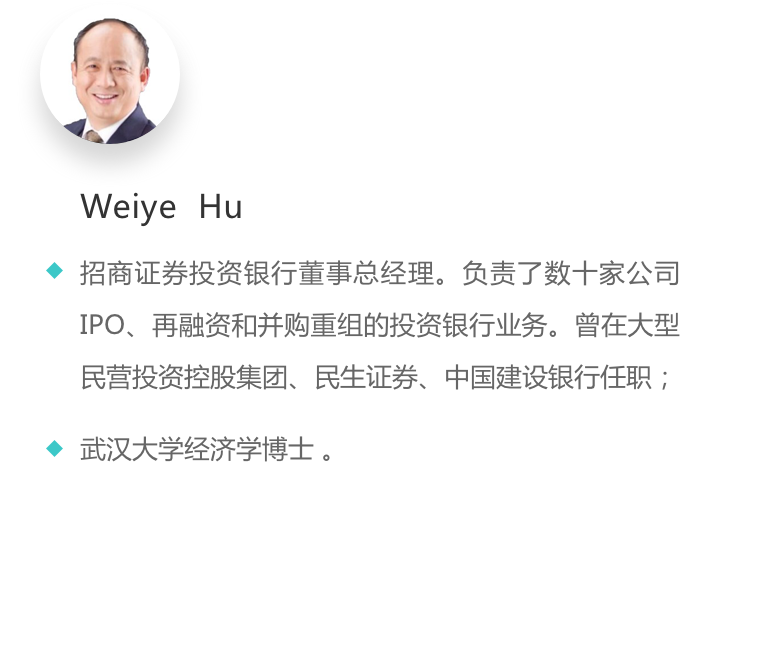 Weiye Hu
招商证券投资银行董事总经理。负责了数十家公司
IPO、再融资和并购重组的投资银行业务。曾在大型
民营投资控股集团、民生证券、中国建设银行任职；
武汉大学经济学博士 。